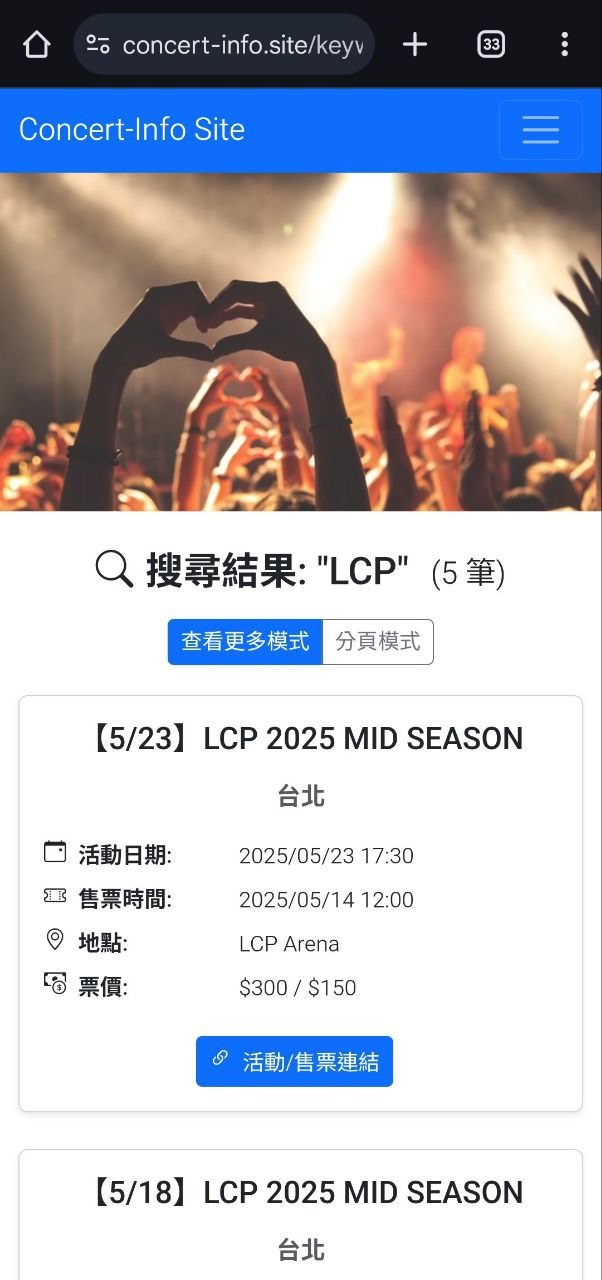 concert-info.site/keyw
33
Concert-Info Site
搜尋結果: "LCP" (5 筆)
查看更多模式 分頁模式
【5/23】LCP 2025 MID SEASON
台北
活動日期: 2025/05/23 17:30
售票時間: 2025/05/14 12:00
地點: LCP Arena
票價: $300 / $150
活動/售票連結
【5/18】LCP 2025 MID SEASON
台北